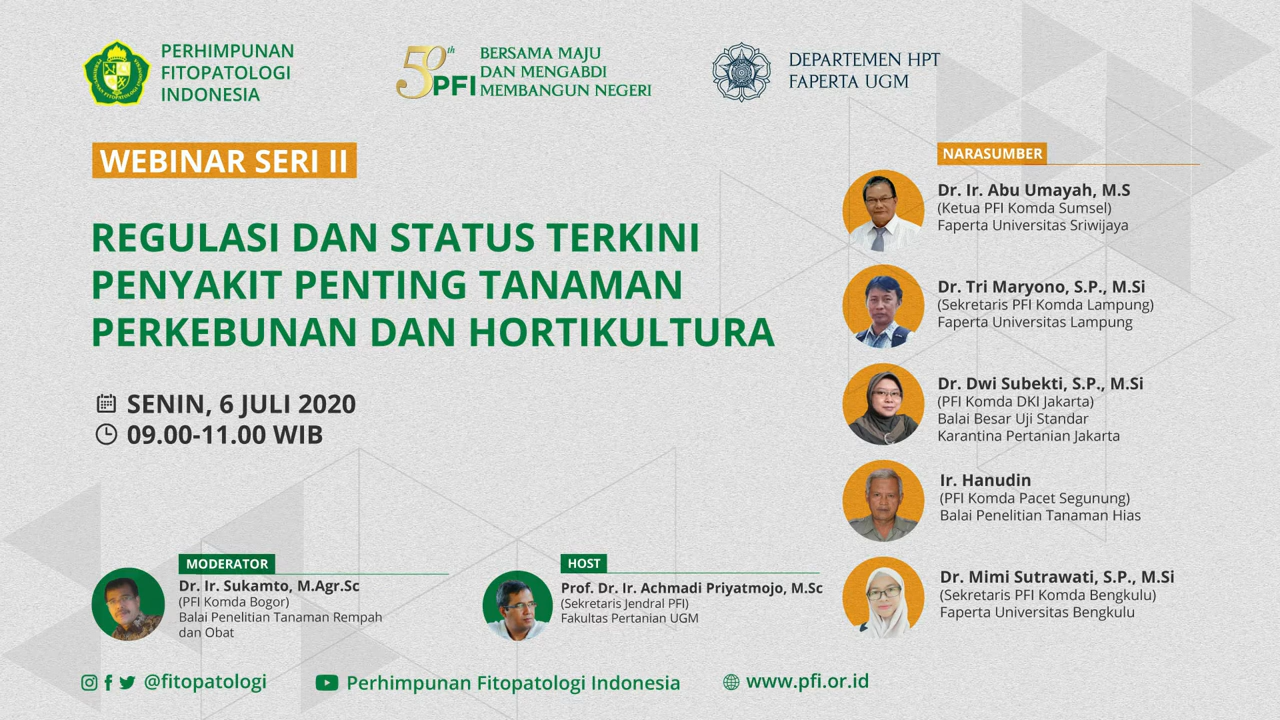 PERHIMPUNAN
FITOPATOLOGI
INDONESIA
50th
PFI
BERSAMA MAJU
DAN MENGABDI
MEMBANGUN NEGERI
DEPARTEMEN HPT
FAPERTA UGM
WEBINAR SERI II
REGULASI DAN STATUS TERKINI
PENYAKIT PENTING TANAMAN
PERKEBUNAN DAN HORTIKULTURA
SENIN, 6 JULI 2020
09.00-11.00 WIB
NARASUMBER
Dr. Ir. Abu Umayah, M.S
(Ketua PFI Komda Sumsel)
Faperta Universitas Sriwijaya
Dr. Tri Maryono, S.P., M.Si
(Sekretaris PFI Komda Lampung)
Faperta Universitas Lampung
Dr. Dwi Subekti, S.P., M.Si
(PFI Komda DKI Jakarta)
Balai Besar Uji Standar
Karantina Pertanian Jakarta
Ir. Hanudin
(PFI Komda Pacet Segunung)
Balai Penelitian Tanaman Hias
Dr. Mimi Sutrawati, S.P., M.Si
(Sekretaris PFI Komda Bengkulu)
Faperta Universitas Bengkulu
MODERATOR
Dr. Ir. Sukamto, M.Agr.Sc
(PFI Komda Bogor)
Balai Penelitian Tanaman Rempah
dan Obat
HOST
Prof. Dr. Ir. Achmadi Priyatmojo, M.Sc
(Sekretaris Jendral PFI)
Fakultas Pertanian UGM
@fitopatologi
Perhimpunan Fitopatologi Indonesia
www.pfi.or.id